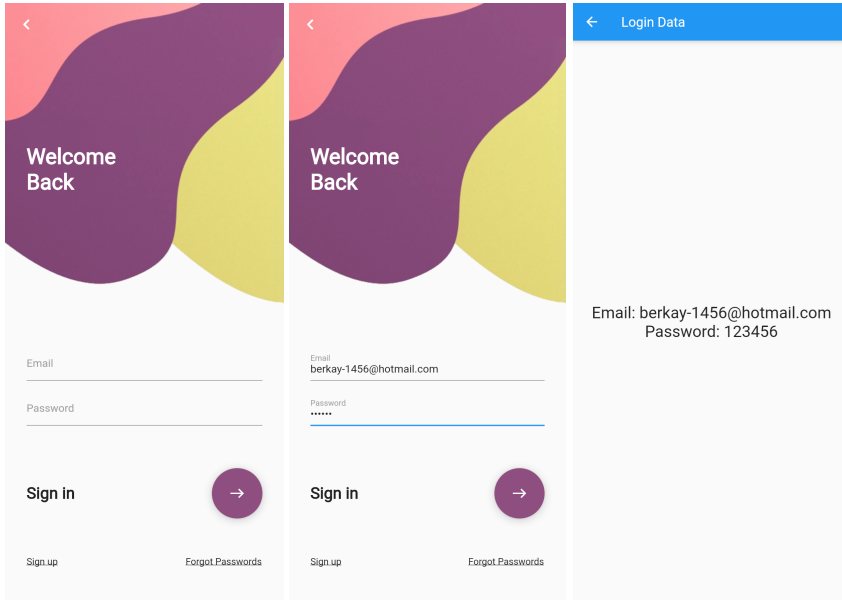 Welcome
Back
Email
Password
Sign in
Sign up
Forgot Passwords
Welcome
Back
Email
berkay-1456@hotmail.com
Password
••••••
Sign in
Sign up
Forgot Passwords
Login Data
Email: berkay-1456@hotmail.com
Password: 123456